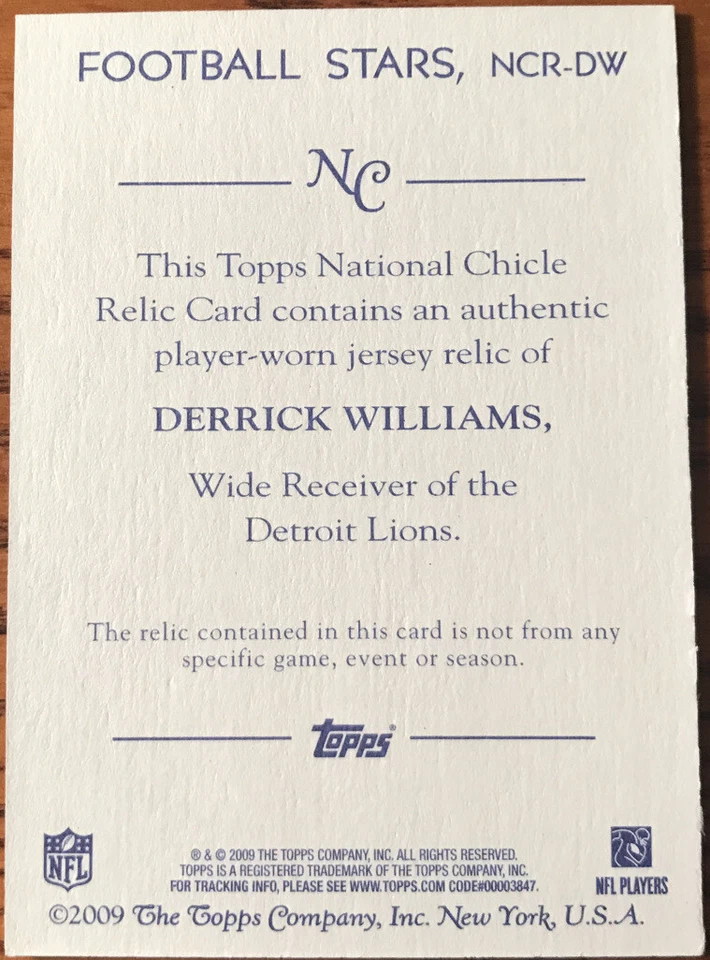 FOOTBALL STARS, NCR-DW
NC
This Topps National Chicle
Relic Card contains an authentic
player-worn jersey relic of
DERRICK WILLIAMS,
Wide Receiver of the
Detroit Lions.
The relic contained in this card is not from any
specific game, event or season.
Topps®
® & © 2009 THE TOPPS COMPANY, INC. ALL RIGHTS RESERVED.
TOPPS IS A REGISTERED TRADEMARK OF THE TOPPS COMPANY, INC.
FOR TRACKING INFO, PLEASE SEE WWW.TOPPS.COM CODE#00003847.
NFL
NFL PLAYERS
©2009 The Topps Company, Inc. New York, U.S.A.